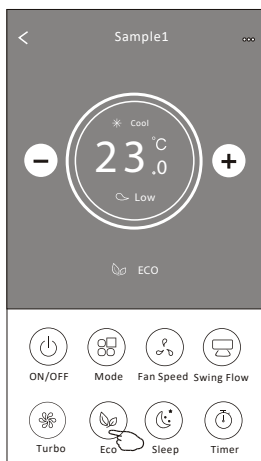 Sample1
Cool
23.0 °C
Low
ECO
ON/OFF Mode Fan Speed Swing Flow
Turbo Eco Sleep Timer